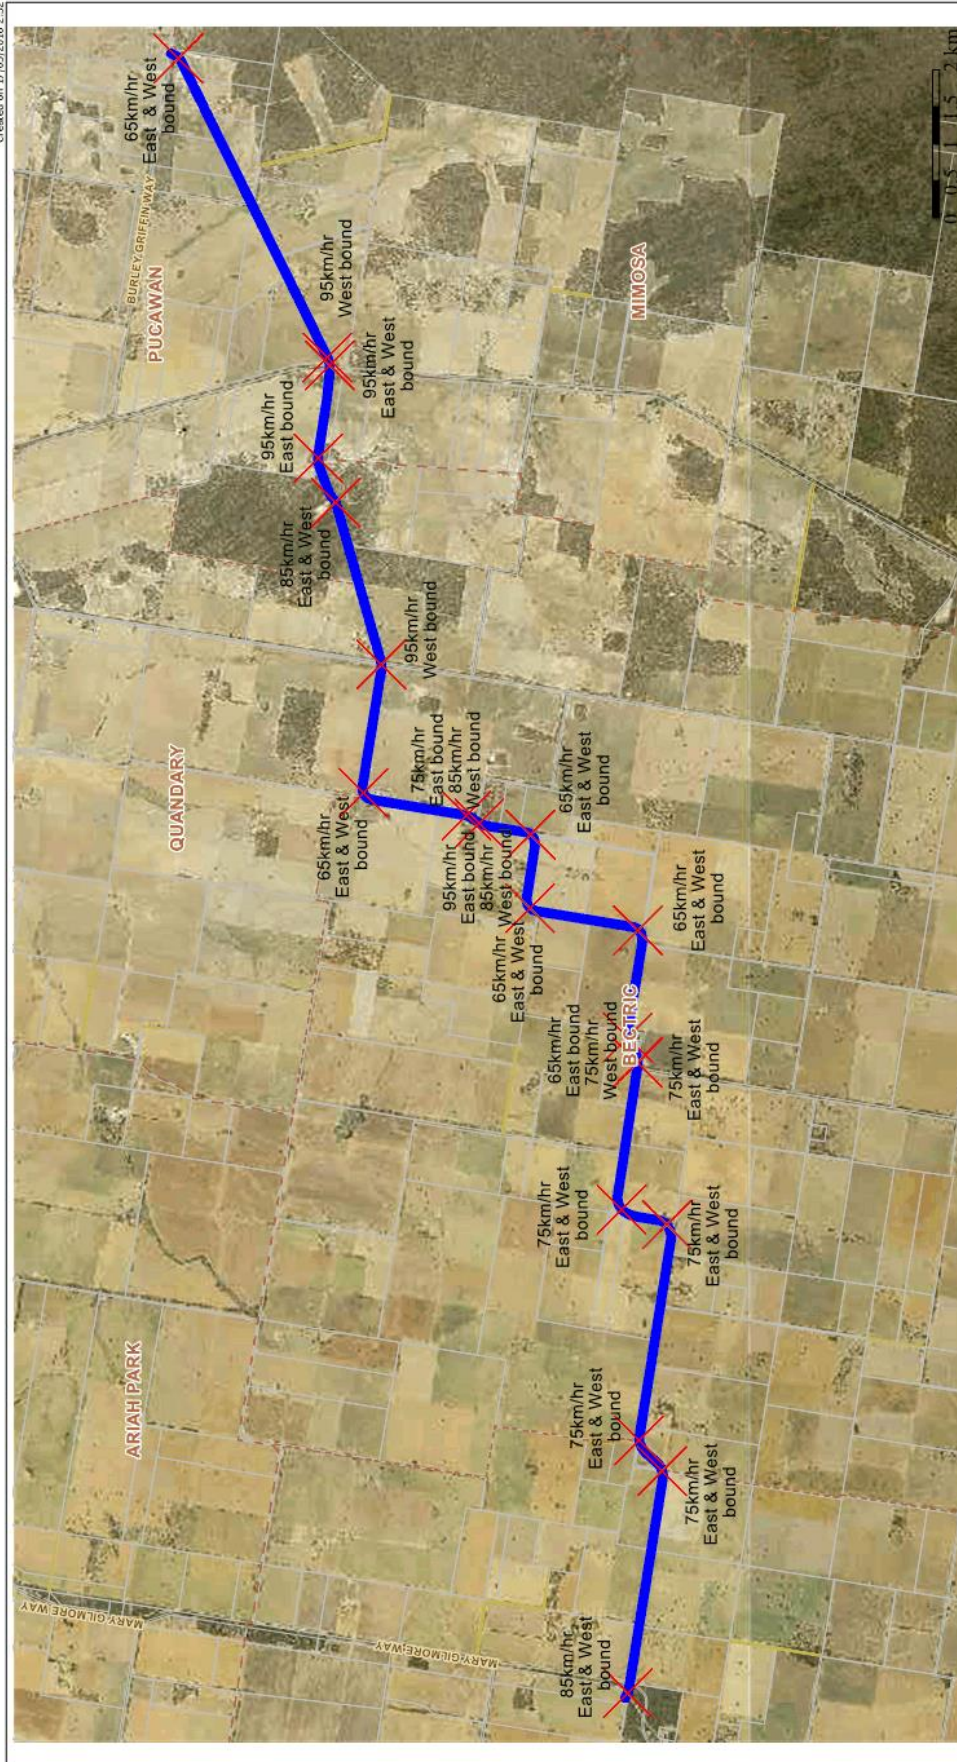 65km/hr
East & West
bound
BURLEY GRIFFIN WAY
PUCAWAN
95km/hr
West bound
95km/hr
East & West
bound
MIMOSA
0 0.5 1 1.5 2 km
95km/hr
East bound
85km/hr
East & West
bound
95km/hr
West bound
QUANDARY
75km/hr
East bound
85km/hr
West bound
65km/hr
East & West
bound
65km/hr
East & West
bound
95km/hr
East bound
85km/hr
West bound
65km/hr
East & West
bound
65km/hr
East & West
bound
BECTRIC
65km/hr
East bound
75km/hr
West bound
75km/hr
East & West
bound
75km/hr
East & West
bound
75km/hr
East & West
bound
ARIAH PARK
75km/hr
East & West
bound
75km/hr
East & West
bound
MARY GILMORE WAY
MARY GILMORE WAY
85km/hr
East & West
bound